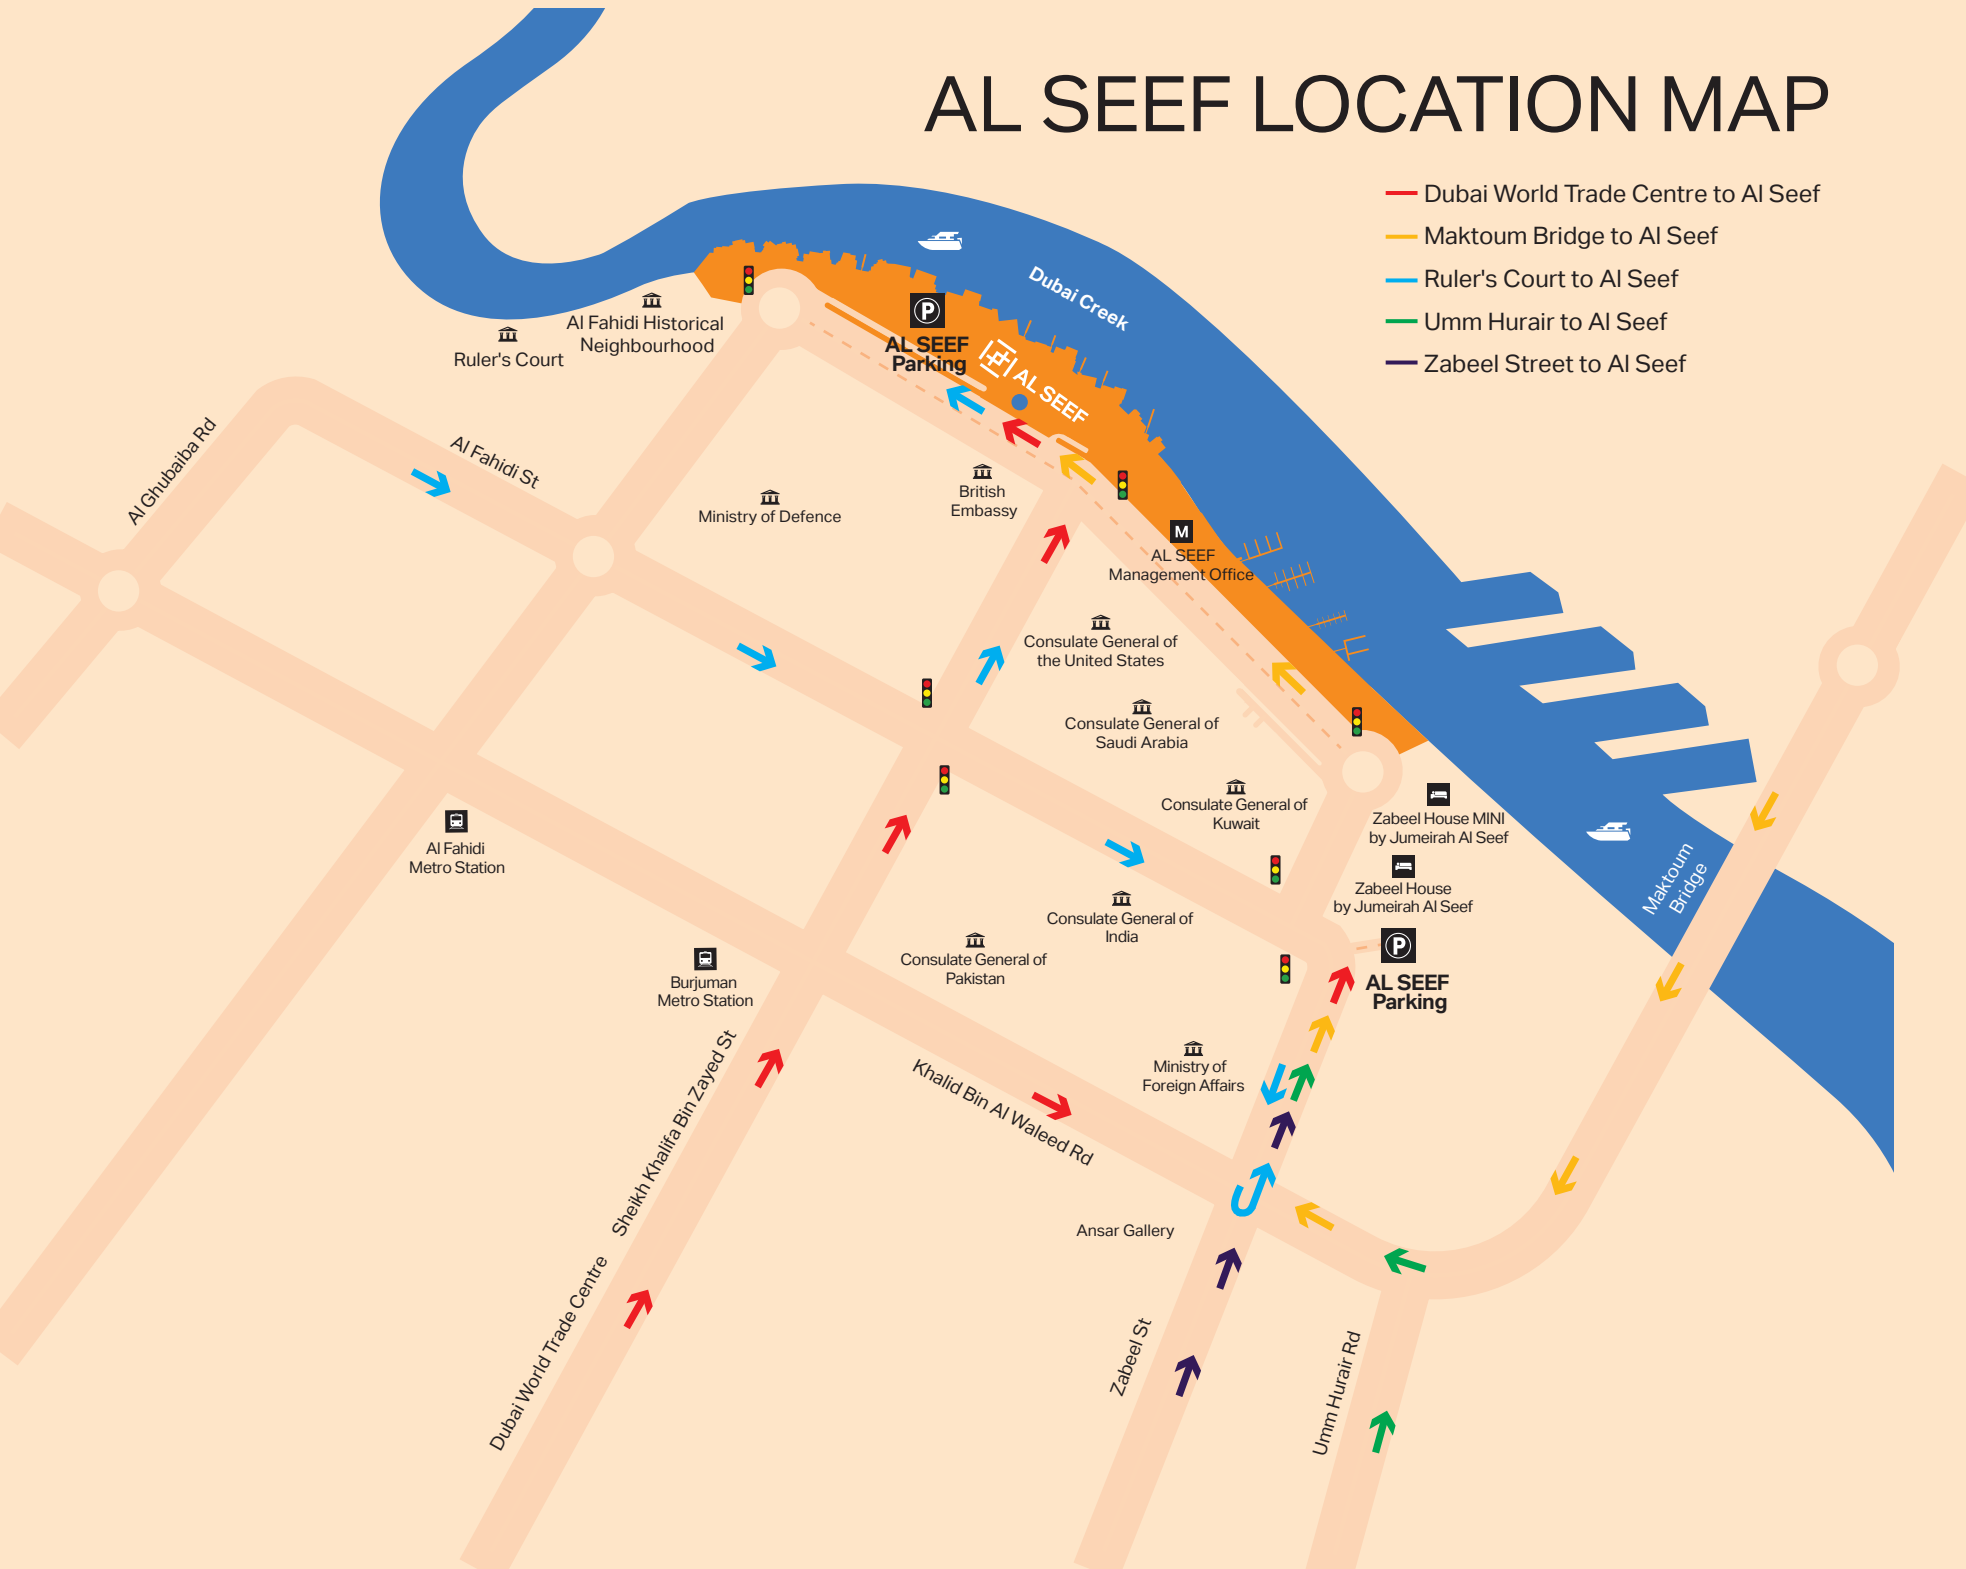 AL SEEF LOCATION MAP
Dubai World Trade Centre to Al Seef
Maktoum Bridge to Al Seef
Ruler's Court to Al Seef
Umm Hurair to Al Seef
Zabeel Street to Al Seef
Dubai Creek
Al Fahidi Historical
Neighbourhood
Ruler's Court
P
AL SEEF
Parking
AL SEEF
Al Ghubaiba Rd
Al Fahidi St
Ministry of Defence
British
Embassy
M
AL SEEF
Management Office
Consulate General of
the United States
Consulate General of
Saudi Arabia
Consulate General of
Kuwait
Zabeel House MINI
by Jumeirah Al Seef
Zabeel House
by Jumeirah Al Seef
Maktoum
Bridge
Al Fahidi
Metro Station
Consulate General of
India
Consulate General of
Pakistan
P
AL SEEF
Parking
Burjuman
Metro Station
Ministry of
Foreign Affairs
Sheikh Khalifa Bin Zayed St
Khalid Bin Al Waleed Rd
Ansar Gallery
Dubai World Trade Centre
Zabeel St
Umm Hurair Rd